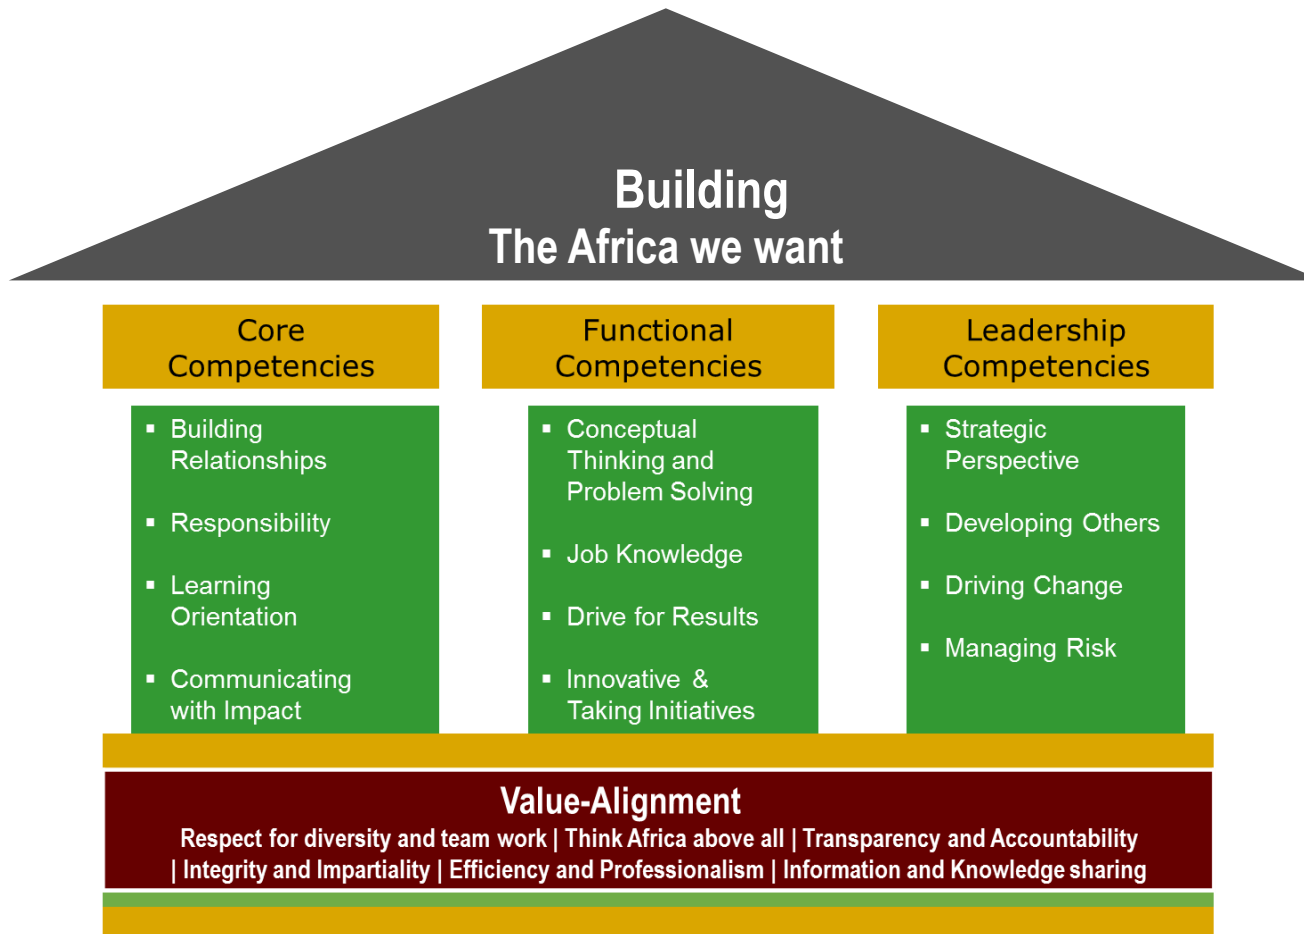 Building
The Africa we want
Core
Competencies
▪ Building
Relationships
▪ Responsibility
▪ Learning
Orientation
▪ Communicating
with Impact
Functional
Competencies
▪ Conceptual
Thinking and
Problem Solving
▪ Job Knowledge
▪ Drive for Results
▪ Innovative &
Taking Initiatives
Leadership
Competencies
▪ Strategic
Perspective
▪ Developing Others
▪ Driving Change
▪ Managing Risk
Value-Alignment
Respect for diversity and team work | Think Africa above all | Transparency and Accountability
| Integrity and Impartiality | Efficiency and Professionalism | Information and Knowledge sharing